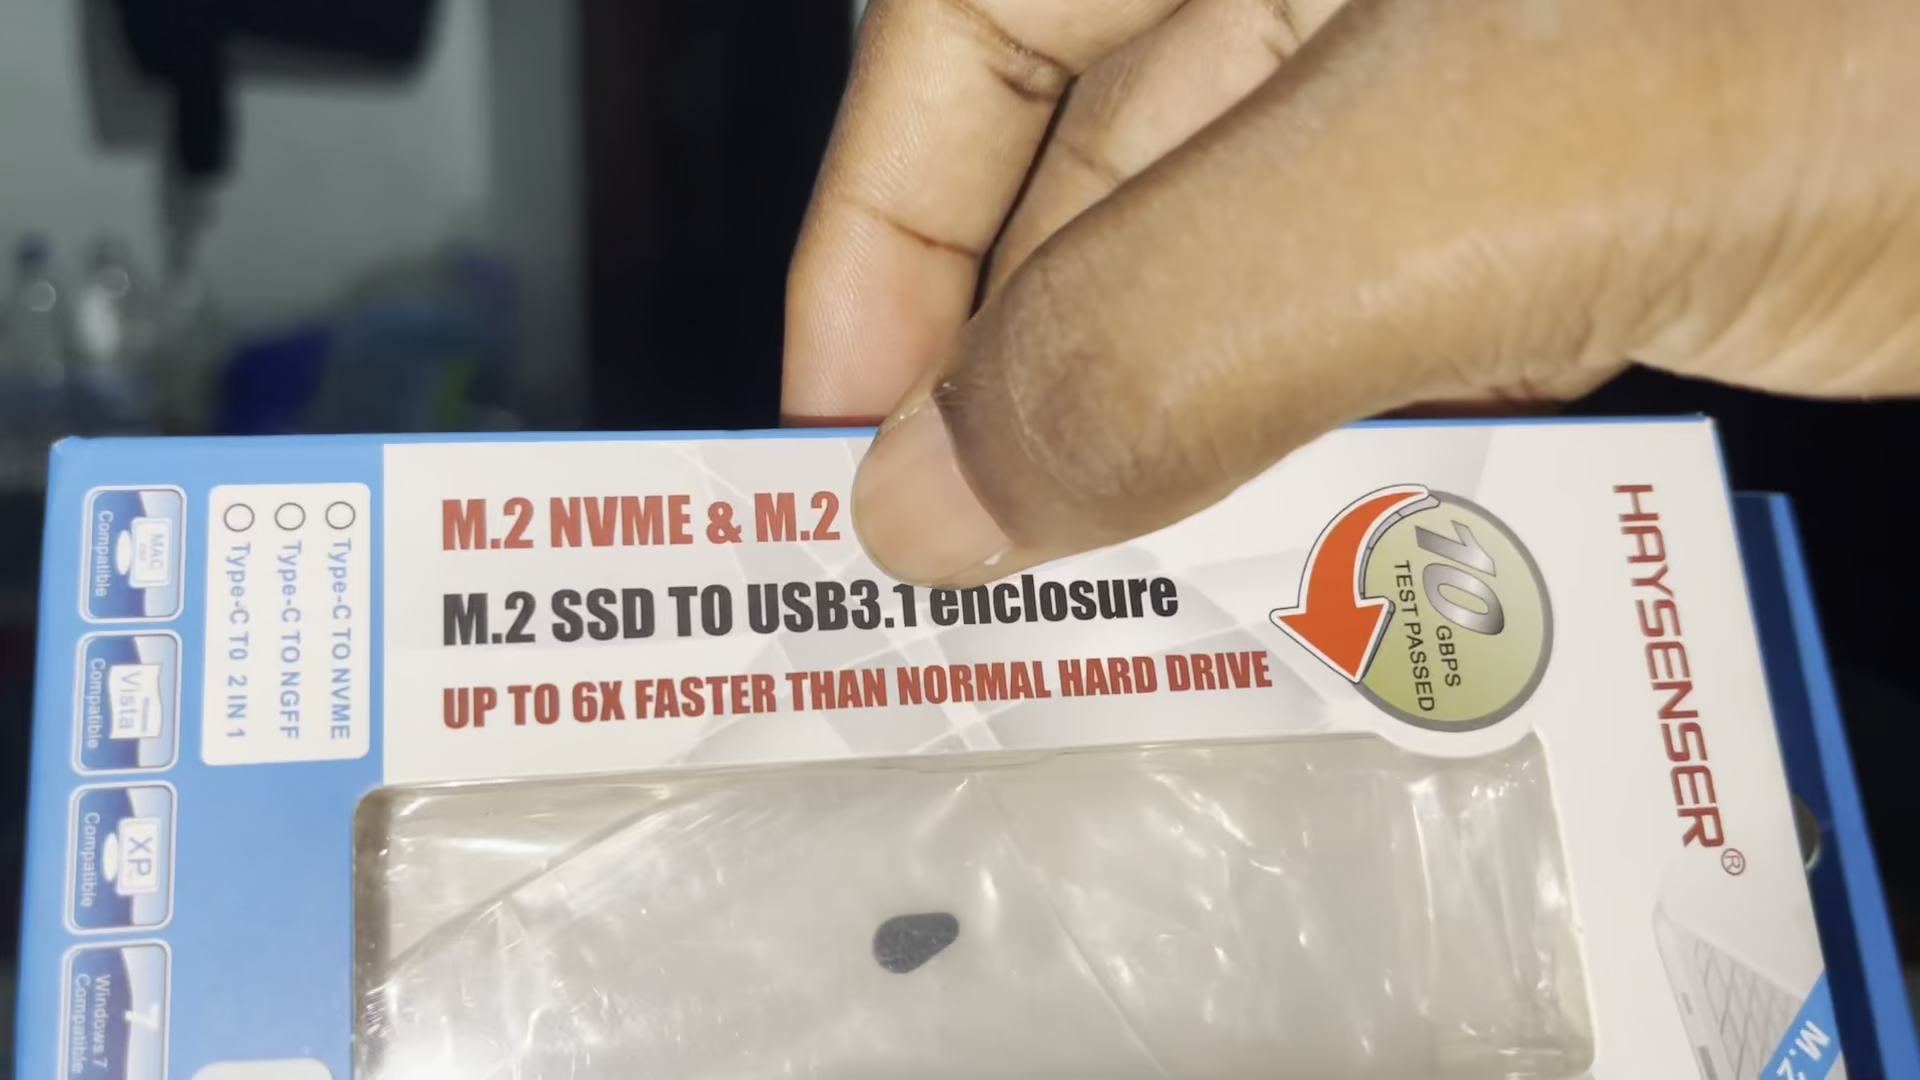 M.2 NVME & M.2
M.2 SSD TO USB3.1 enclosure
UP TO 6X FASTER THAN NORMAL HARD DRIVE
10
GBPS
TEST PASSED
HAYSENSER®
Type-C TO NVME
Type-C TO NGFF
Type-C TO 2 IN 1
MAC
Compatible
Vista
Compatible
XP
Compatible
7
Windows 7
Compatible
M.2